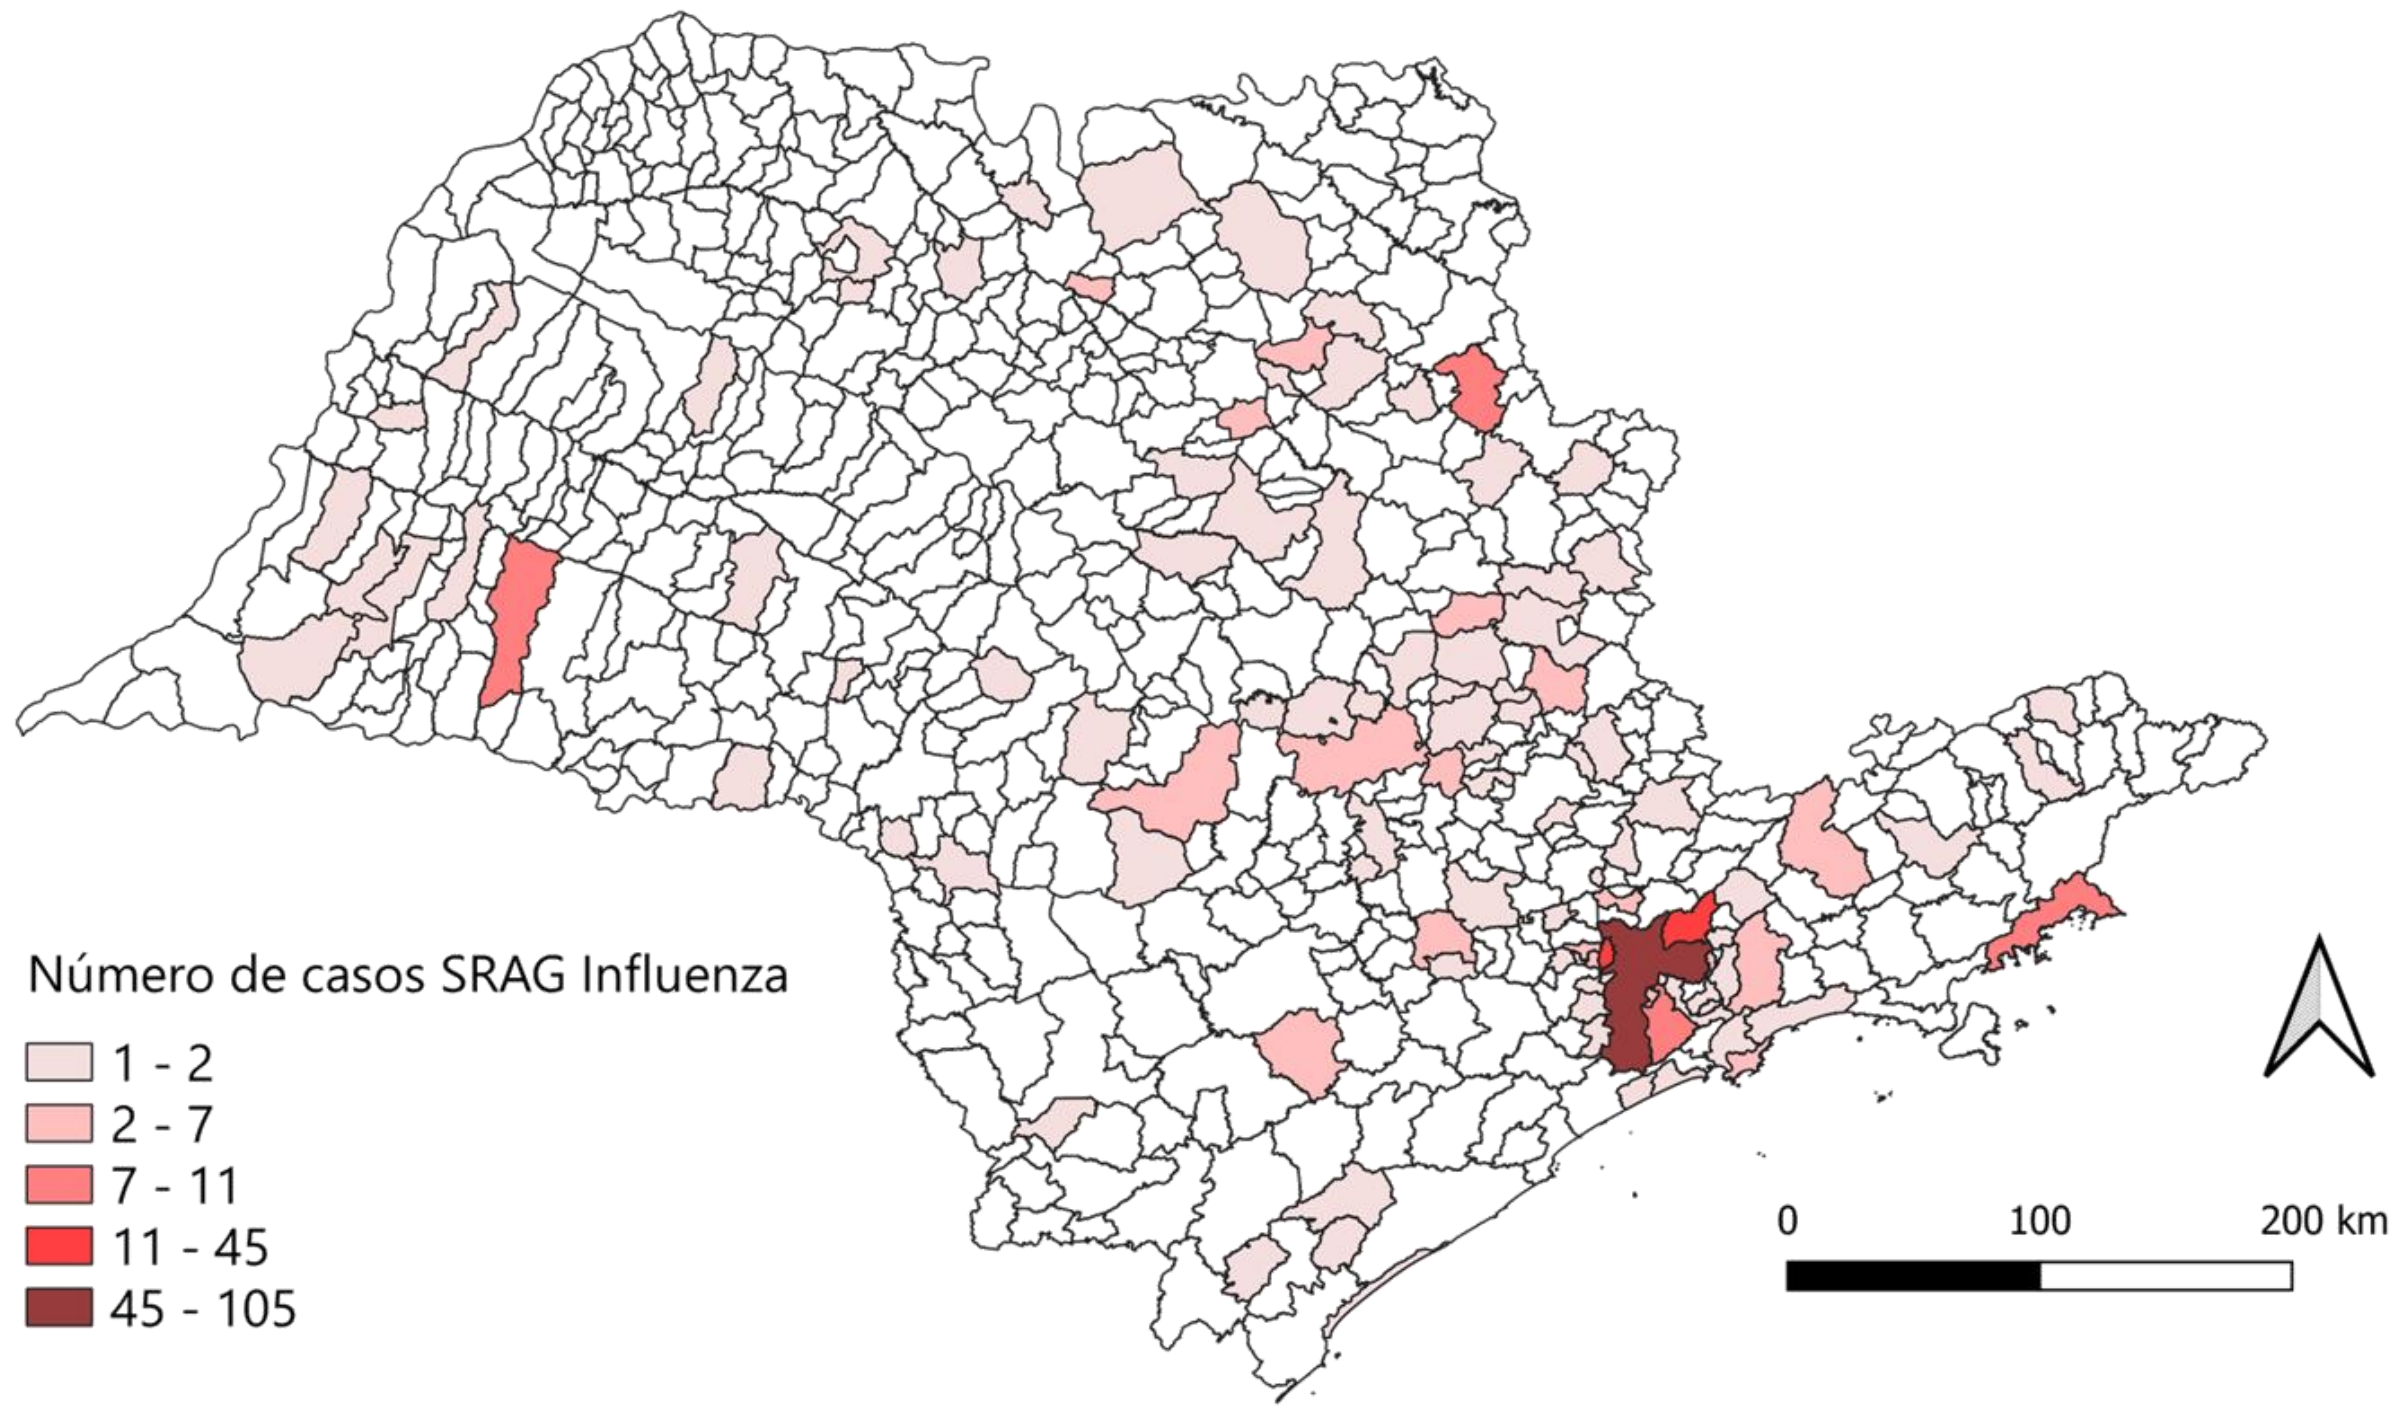 Número de casos SRAG Influenza
1 - 2
2 - 7
7 - 11
11 - 45
45 - 105
0 100 200 km